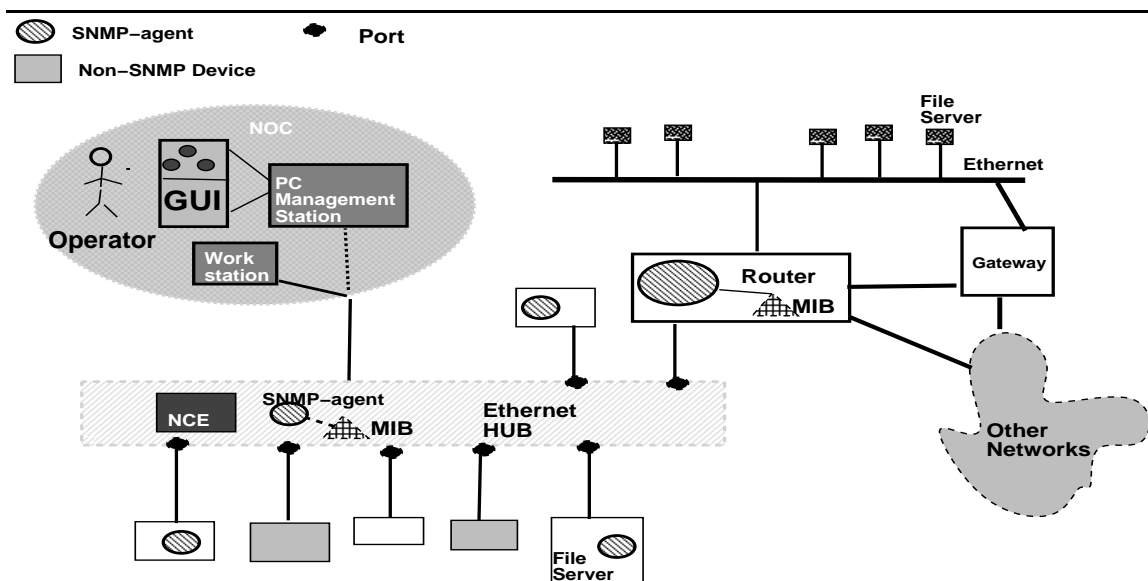 SNMP−agent
Port
Non−SNMP Device
NOC
GUI
PC
Management
Station
Operator
Work
station
File
Server
Ethernet
Router
MIB
Gateway
SNMP−agent
NCE
MIB
Ethernet
HUB
Other
Networks
File
Server